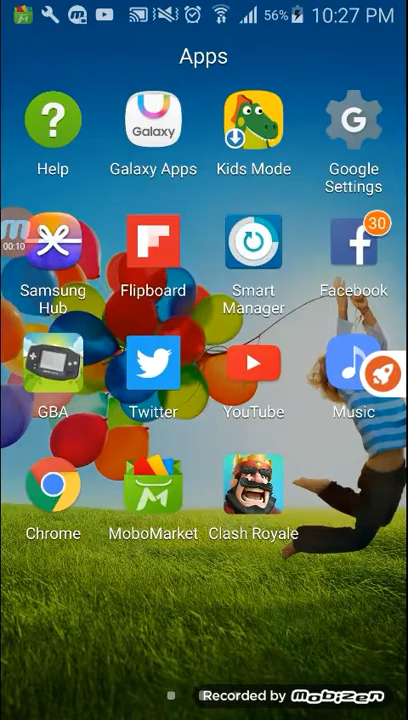 56% 10:27 PM
Apps
?
Galaxy
G
Help
Galaxy Apps
Kids Mode
Google
Settings
30
00:10
Samsung
Hub
Flipboard
Smart
Manager
Facebook
GBA
Twitter
YouTube
Music
Chrome
MoboMarket
Clash Royale
Recorded by mobizen